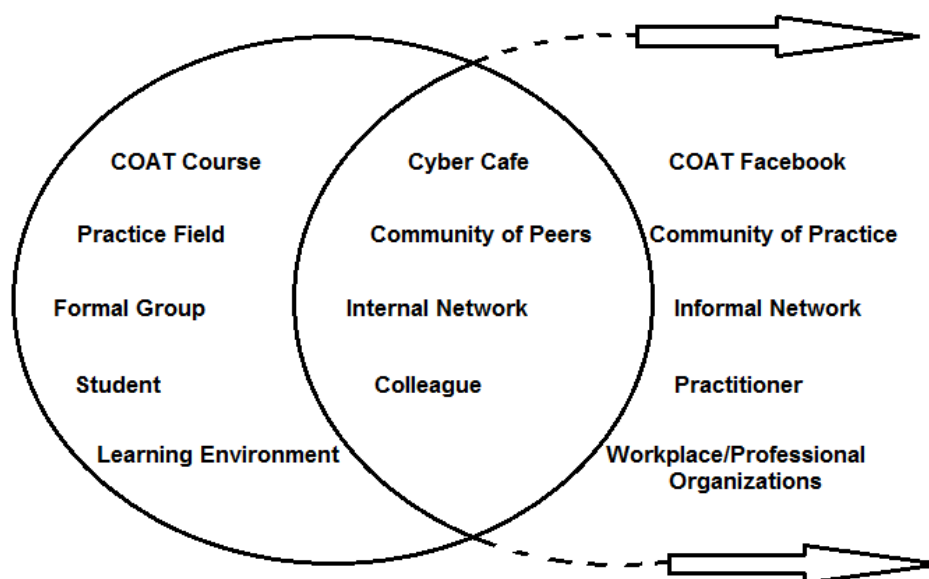 COAT Course Cyber Cafe COAT Facebook
Practice Field Community of Peers Community of Practice
Formal Group Internal Network Informal Network
Student Colleague Practitioner
Learning Environment Workplace/Professional
Organizations